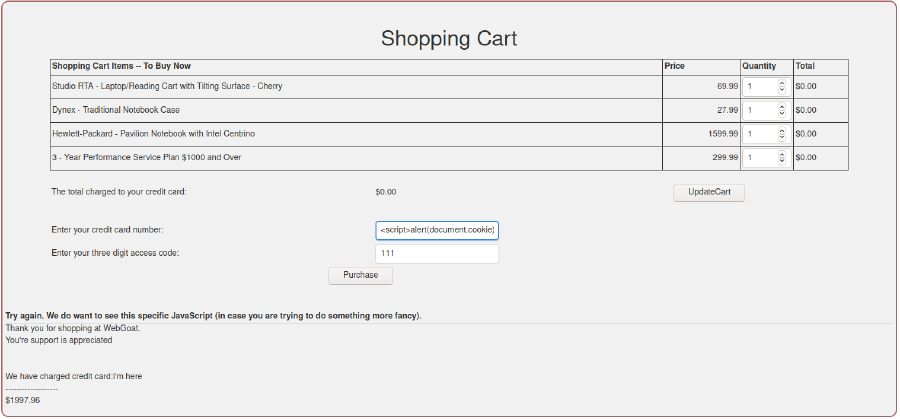 Shopping Cart
Shopping Cart Items -- To Buy Now Price Quantity Total
Studio RTA - Laptop/Reading Cart with Tilting Surface - Cherry 69.99 1 $0.00
Dynex - Traditional Notebook Case 27.99 1 $0.00
Hewlett-Packard - Pavilion Notebook with Intel Centrino 1599.99 1 $0.00
3 - Year Performance Service Plan $1000 and Over 299.99 1 $0.00
The total charged to your credit card: $0.00 UpdateCart
Enter your credit card number: <script>alert(document.cookie)
Enter your three digit access code: 111
Purchase
Try again. We do want to see this specific JavaScript (in case you are trying to do something more fancy).
Thank you for shopping at WebGoat.
You're support is appreciated
We have charged credit card:i'm here
-------------------
$1997.96